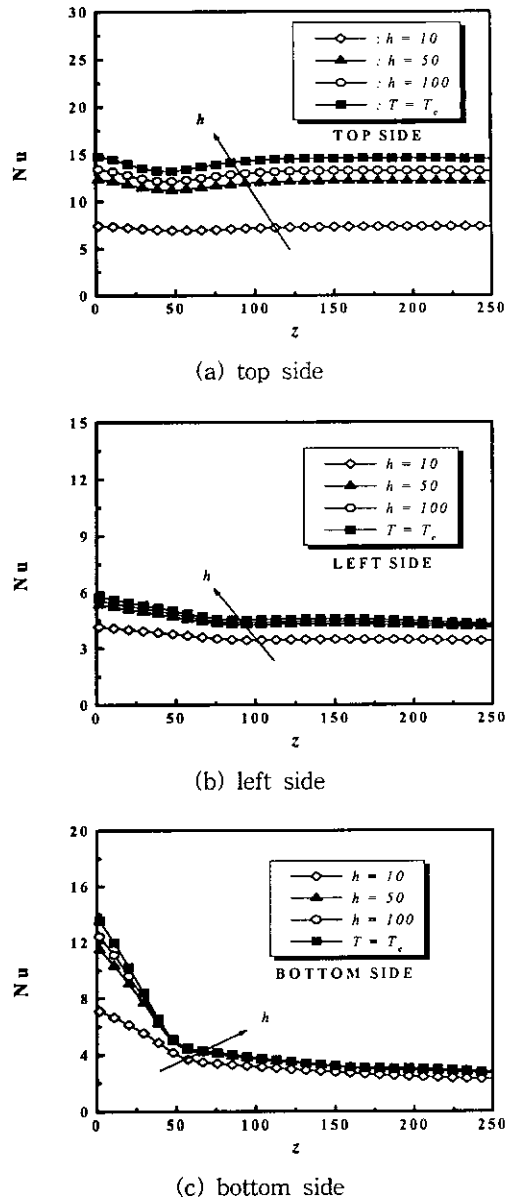 30
25
20
15
10
5
0
Nu
: h = 10
: h = 50
: h = 100
: T = Te
TOP SIDE
h
0 50 100 150 200 250
z
(a) top side
15
12
9
6
3
0
Nu
h = 10
h = 50
h = 100
T = Te
LEFT SIDE
h
0 50 100 150 200 250
z
(b) left side
20
16
12
8
4
0
Nu
h = 10
h = 50
h = 100
T = Te
BOTTOM SIDE
h
0 50 100 150 200 250
z
(c) bottom side